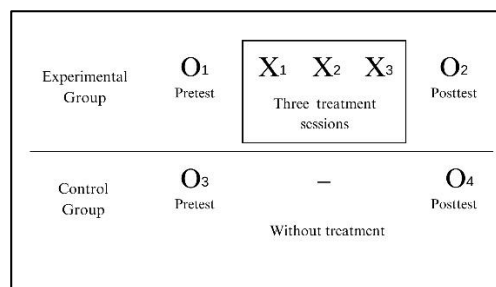 Experimental
Group
O1
Pretest
X1 X2 X3
Three treatment
sessions
O2
Posttest
Control
Group
O3
Pretest
–
Without treatment
O4
Posttest